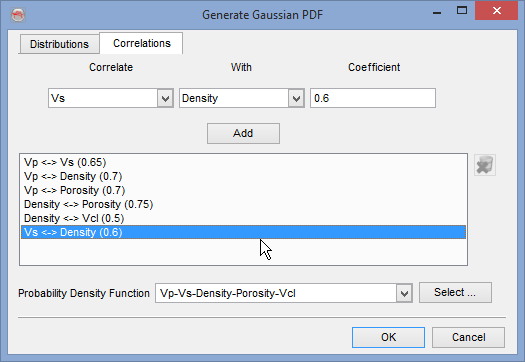 Generate Gaussian PDF
Distributions Correlations
Correlate With Coefficient
Vs Density 0.6
Add
Vp <-> Vs (0.65)
Vp <-> Density (0.7)
Vp <-> Porosity (0.7)
Density <-> Porosity (0.75)
Density <-> Vcl (0.5)
Vs <-> Density (0.6)
Probability Density Function Vp-Vs-Density-Porosity-Vcl Select ...
OK Cancel